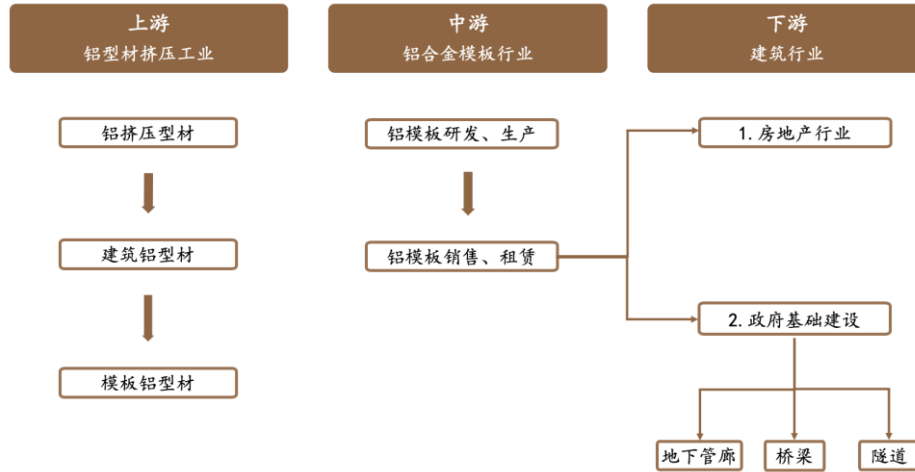 上游
铝型材挤压工业
中游
铝合金模板行业
下游
建筑行业
铝挤压型材
铝模板研发、生产
1.房地产行业
建筑铝型材
铝模板销售、租赁
2.政府基础建设
模板铝型材
地下管廊
桥梁
隧道